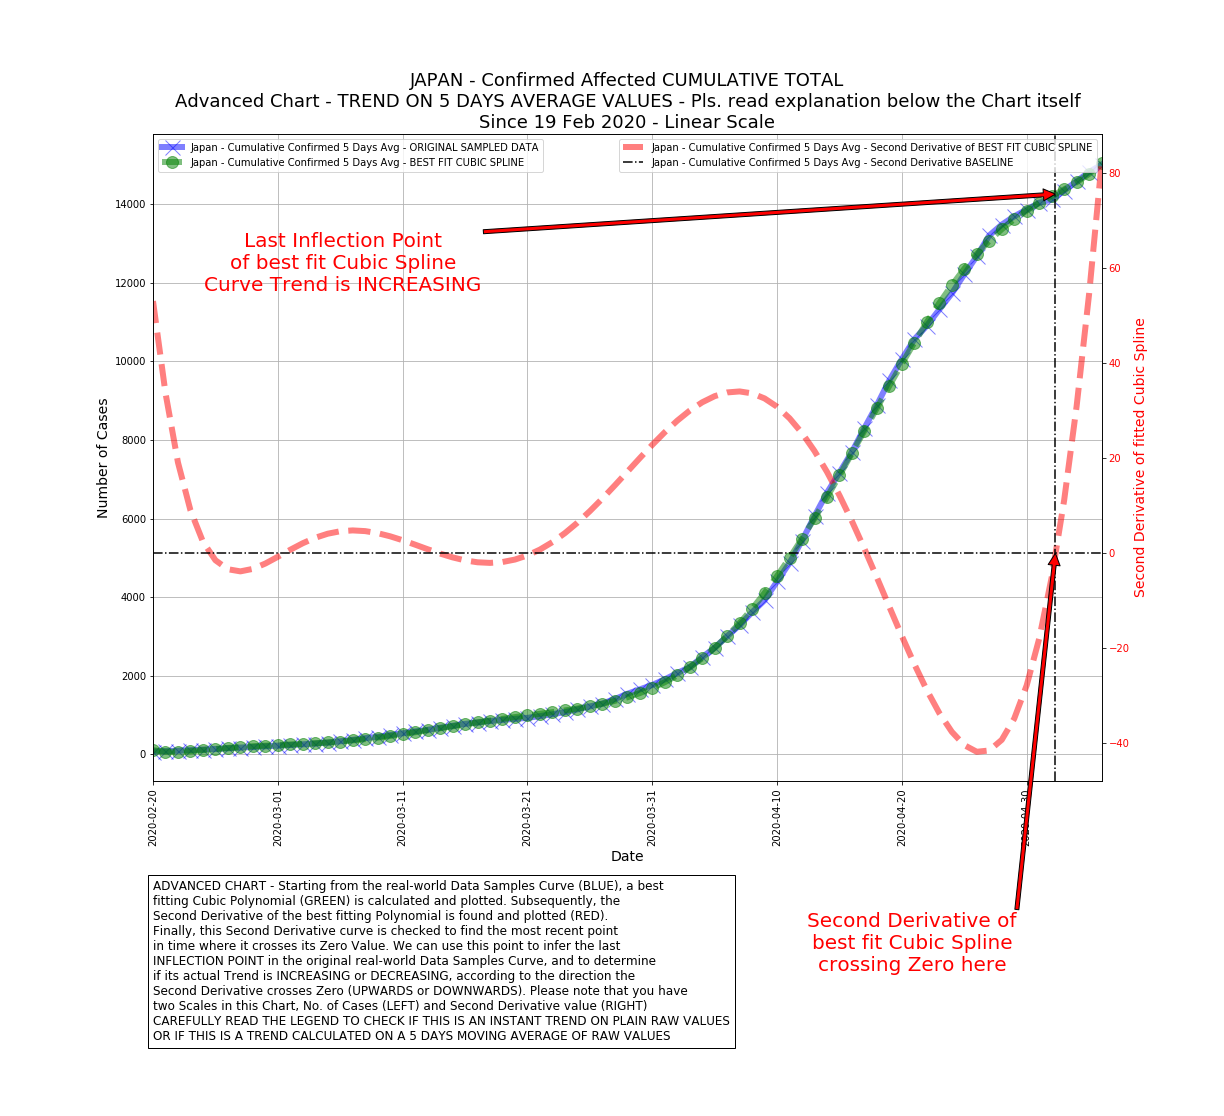 JAPAN - Confirmed Affected CUMULATIVE TOTAL
Advanced Chart - TREND ON 5 DAYS AVERAGE VALUES - Pls. read explanation below the Chart itself
Since 19 Feb 2020 - Linear Scale
Japan - Cumulative Confirmed 5 Days Avg - ORIGINAL SAMPLED DATA
Japan - Cumulative Confirmed 5 Days Avg - BEST FIT CUBIC SPLINE
Japan - Cumulative Confirmed 5 Days Avg - Second Derivative of BEST FIT CUBIC SPLINE
Japan - Cumulative Confirmed 5 Days Avg - Second Derivative BASELINE
Last Inflection Point
of best fit Cubic Spline
Curve Trend is INCREASING
Number of Cases
14000
12000
10000
8000
6000
4000
2000
0
80
60
40
20
0
−20
−40
Second Derivative of fitted Cubic Spline
2020-02-20
2020-03-01
2020-03-11
2020-03-21
2020-03-31
2020-04-10
2020-04-20
2020-04-30
Date
ADVANCED CHART - Starting from the real-world Data Samples Curve (BLUE), a best
fitting Cubic Polynomial (GREEN) is calculated and plotted. Subsequently, the
Second Derivative of the best fitting Polynomial is found and plotted (RED).
Finally, this Second Derivative curve is checked to find the most recent point
in time where it crosses its Zero Value. We can use this point to infer the last
INFLECTION POINT in the original real-world Data Samples Curve, and to determine
if its actual Trend is INCREASING or DECREASING, according to the direction the
Second Derivative crosses Zero (UPWARDS or DOWNWARDS). Please note that you have
two Scales in this Chart, No. of Cases (LEFT) and Second Derivative value (RIGHT)
CAREFULLY READ THE LEGEND TO CHECK IF THIS IS AN INSTANT TREND ON PLAIN RAW VALUES
OR IF THIS IS A TREND CALCULATED ON A 5 DAYS MOVING AVERAGE OF RAW VALUES
Second Derivative of
best fit Cubic Spline
crossing Zero here